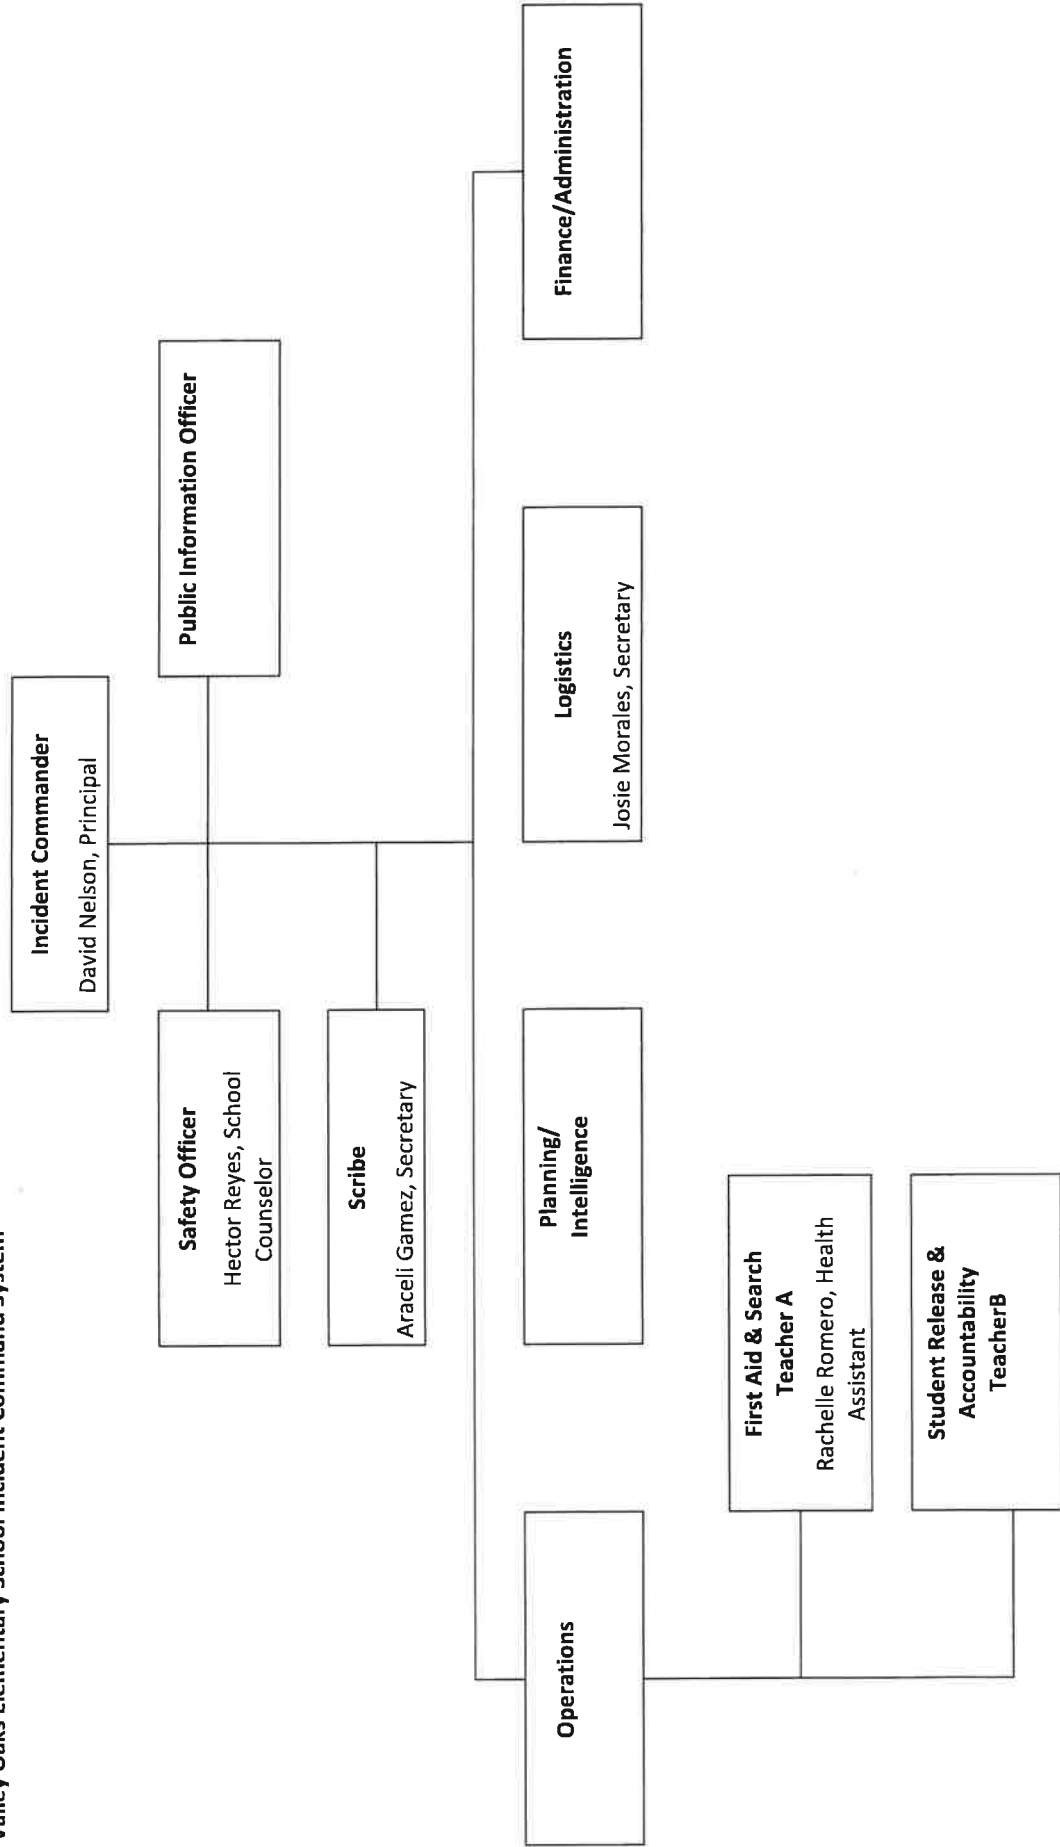 Valley Oaks Elementary School Incident Command System
Incident Commander
David Nelson, Principal
Safety Officer
Hector Reyes, School
Counselor
Public Information Officer
Scribe
Araceli Gamez, Secretary
Operations
Planning/
Intelligence
Logistics
Josie Morales, Secretary
Finance/Administration
First Aid & Search
Teacher A
Rachelle Romero, Health
Assistant
Student Release &
Accountability
TeacherB